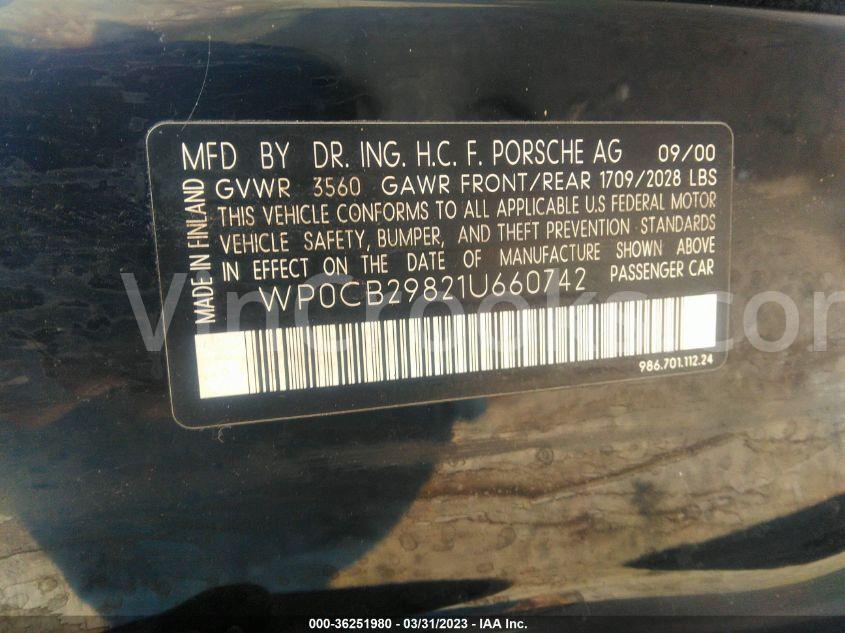 MFD BY DR. ING. H.C. F. PORSCHE AG 09/00
GVWR 3560 GAWR FRONT/REAR 1709/2028 LBS
THIS VEHICLE CONFORMS TO ALL APPLICABLE U.S FEDERAL MOTOR
VEHICLE SAFETY, BUMPER, AND THEFT PREVENTION STANDARDS
IN EFFECT ON THE DATE OF MANUFACTURE SHOWN ABOVE
WP0CB29821U660742 PASSENGER CAR
MADE IN FINLAND
986.701.112.24
VinCrooks.com
000-36251980 - 03/31/2023 - IAA Inc.